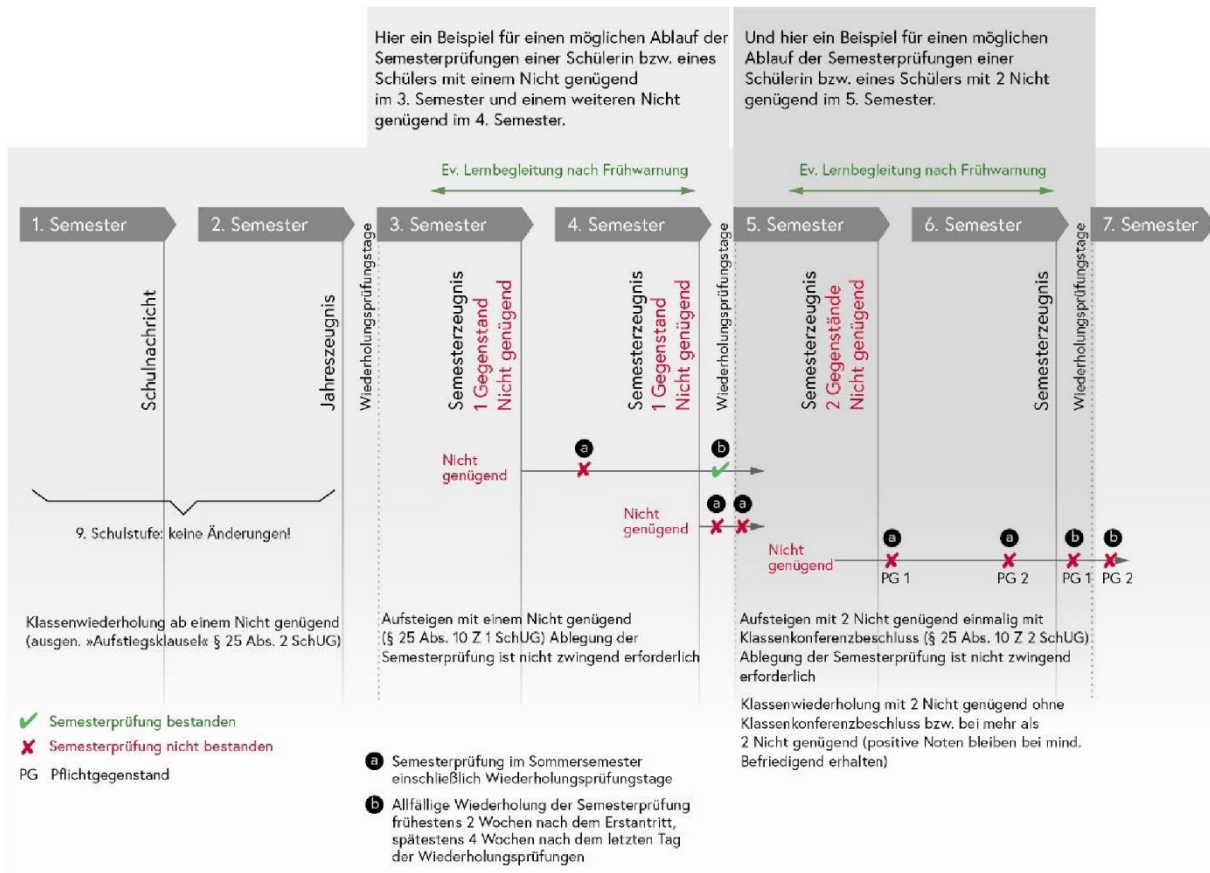 Hier ein Beispiel für einen möglichen Ablauf der
Semesterprüfungen einer Schülerin bzw. eines
Schülers mit einem Nicht genügend
im 3. Semester und einem weiteren Nicht
genügend im 4. Semester.
Und hier ein Beispiel für einen möglichen
Ablauf der Semesterprüfungen einer
Schülerin bzw. eines Schülers mit 2 Nicht
genügend im 5. Semester.
Ev. Lernbegleitung nach Frühwarnung
Ev. Lernbegleitung nach Frühwarnung
1. Semester
2. Semester
3. Semester
4. Semester
5. Semester
6. Semester
7. Semester
Schulnachricht
Jahreszeugnis
Wiederholungsprüfungstage
Semesterzeugnis
1 Gegenstand
Nicht genügend
Semesterzeugnis
1 Gegenstand
Nicht genügend
Wiederholungsprüfungstage
Semesterzeugnis
2 Gegenstände
Nicht genügend
Semesterzeugnis
Wiederholungsprüfungstage
a
b
Nicht
genügend
a
a
Nicht
genügend
a
a
b
b
Nicht
genügend
PG 1
PG 2
PG 1
PG 2
9. Schulstufe: keine Änderungen!
Klassenwiederholung ab einem Nicht genügend
(ausgen. »Aufstiegsklausel« § 25 Abs. 2 SchUG)
Aufsteigen mit einem Nicht genügend
(§ 25 Abs. 10 Z 1 SchUG) Ablegung der
Semesterprüfung ist nicht zwingend erforderlich
Aufsteigen mit 2 Nicht genügend einmalig mit
Klassenkonferenzbeschluss (§ 25 Abs. 10 Z 2 SchUG)
Ablegung der Semesterprüfung ist nicht zwingend
erforderlich
Klassenwiederholung mit 2 Nicht genügend ohne
Klassenkonferenzbeschluss bzw. bei mehr als
2 Nicht genügend (positive Noten bleiben bei mind.
Befriedigend erhalten)
Semesterprüfung bestanden
Semesterprüfung nicht bestanden
PG Pflichtgegenstand
a Semesterprüfung im Sommersemester
einschließlich Wiederholungsprüfungstage
b Allfällige Wiederholung der Semesterprüfung
frühestens 2 Wochen nach dem Erstantritt,
spätestens 4 Wochen nach dem letzten Tag
der Wiederholungsprüfungen